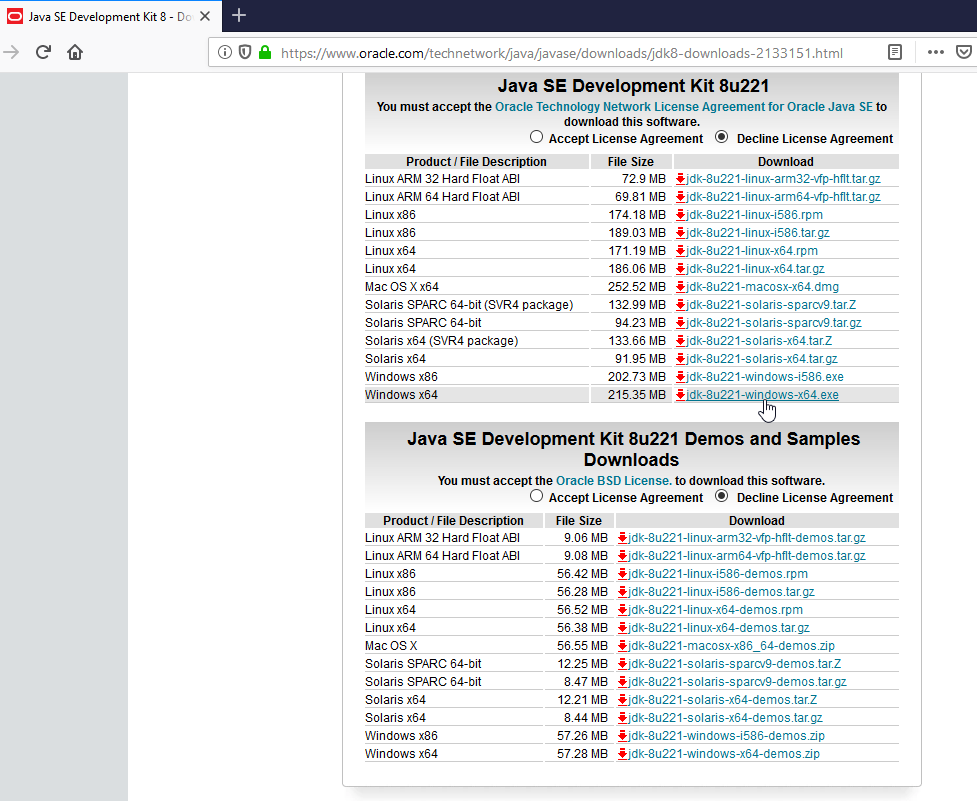 Java SE Development Kit 8 - Do
https://www.oracle.com/technetwork/java/javase/downloads/jdk8-downloads-2133151.html
Java SE Development Kit 8u221
You must accept the Oracle Technology Network License Agreement for Oracle Java SE to
download this software.
Accept License Agreement Decline License Agreement
Product / File Description File Size Download
Linux ARM 32 Hard Float ABI 72.9 MB jdk-8u221-linux-arm32-vfp-hflt.tar.gz
Linux ARM 64 Hard Float ABI 69.81 MB jdk-8u221-linux-arm64-vfp-hflt.tar.gz
Linux x86 174.18 MB jdk-8u221-linux-i586.rpm
Linux x86 189.03 MB jdk-8u221-linux-i586.tar.gz
Linux x64 171.19 MB jdk-8u221-linux-x64.rpm
Linux x64 186.06 MB jdk-8u221-linux-x64.tar.gz
Mac OS X x64 252.52 MB jdk-8u221-macosx-x64.dmg
Solaris SPARC 64-bit (SVR4 package) 132.99 MB jdk-8u221-solaris-sparcv9.tar.Z
Solaris SPARC 64-bit 94.23 MB jdk-8u221-solaris-sparcv9.tar.gz
Solaris x64 (SVR4 package) 133.66 MB jdk-8u221-solaris-x64.tar.Z
Solaris x64 91.95 MB jdk-8u221-solaris-x64.tar.gz
Windows x86 202.73 MB jdk-8u221-windows-i586.exe
Windows x64 215.35 MB jdk-8u221-windows-x64.exe
Java SE Development Kit 8u221 Demos and Samples
Downloads
You must accept the Oracle BSD License. to download this software.
Accept License Agreement Decline License Agreement
Product / File Description File Size Download
Linux ARM 32 Hard Float ABI 9.06 MB jdk-8u221-linux-arm32-vfp-hflt-demos.tar.gz
Linux ARM 64 Hard Float ABI 9.08 MB jdk-8u221-linux-arm64-vfp-hflt-demos.tar.gz
Linux x86 56.42 MB jdk-8u221-linux-i586-demos.rpm
Linux x86 56.28 MB jdk-8u221-linux-i586-demos.tar.gz
Linux x64 56.52 MB jdk-8u221-linux-x64-demos.rpm
Linux x64 56.38 MB jdk-8u221-linux-x64-demos.tar.gz
Mac OS X 56.55 MB jdk-8u221-macosx-x86_64-demos.zip
Solaris SPARC 64-bit 12.25 MB jdk-8u221-solaris-sparcv9-demos.tar.Z
Solaris SPARC 64-bit 8.47 MB jdk-8u221-solaris-sparcv9-demos.tar.gz
Solaris x64 12.21 MB jdk-8u221-solaris-x64-demos.tar.Z
Solaris x64 8.44 MB jdk-8u221-solaris-x64-demos.tar.gz
Windows x86 57.26 MB jdk-8u221-windows-i586-demos.zip
Windows x64 57.28 MB jdk-8u221-windows-x64-demos.zip